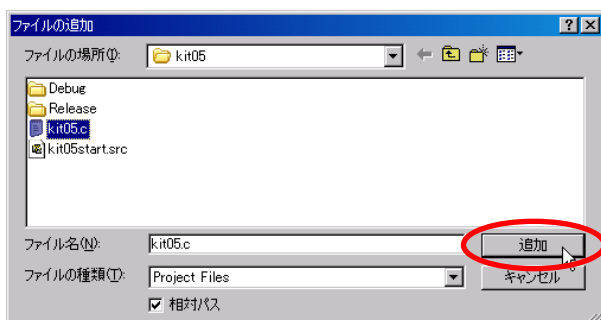 ファイルの追加
ファイルの場所(I): kit05
Debug
Release
kit05.c
kit05start.src
ファイル名(N): kit05.c 追加
ファイルの種類(T): Project Files キャンセル
相対パス